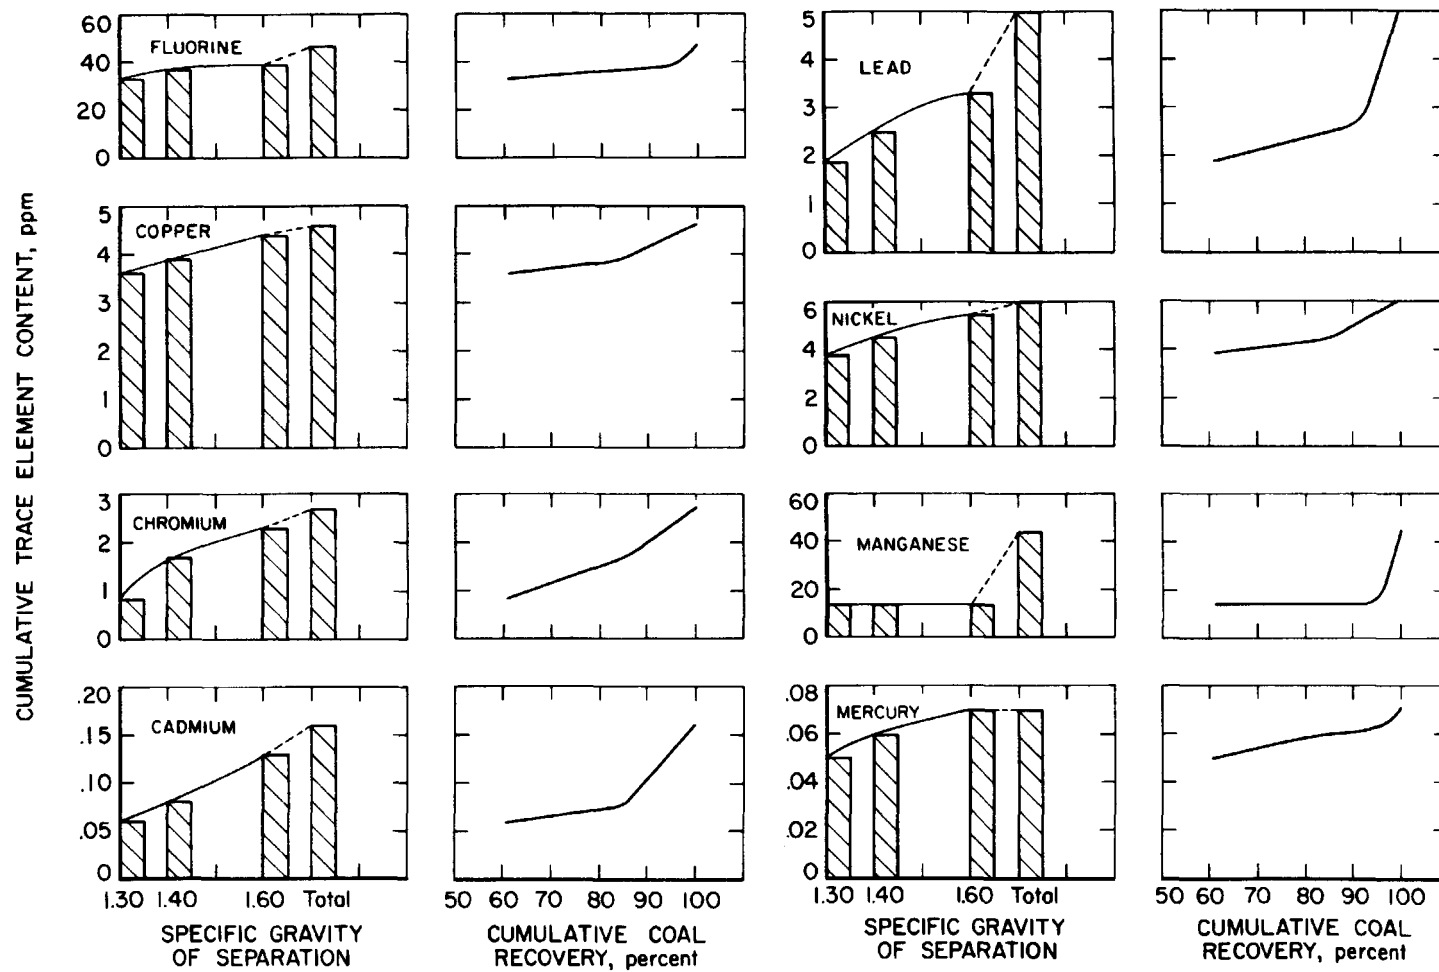 CUMULATIVE TRACE ELEMENT CONTENT, ppm
60
40
20
0
FLUORINE
5
4
3
2
1
0
COPPER
3
2
1
0
CHROMIUM
.20
.15
.10
.05
0
CADMIUM
1.30 1.40 1.60 Total
SPECIFIC GRAVITY
OF SEPARATION
50 60 70 80 90 100
CUMULATIVE COAL
RECOVERY, percent
5
4
3
2
1
0
LEAD
6
4
2
0
NICKEL
60
40
20
0
MANGANESE
.08
.06
.04
.02
0
MERCURY
1.30 1.40 1.60 Total
SPECIFIC GRAVITY
OF SEPARATION
50 60 70 80 90 100
CUMULATIVE COAL
RECOVERY, percent